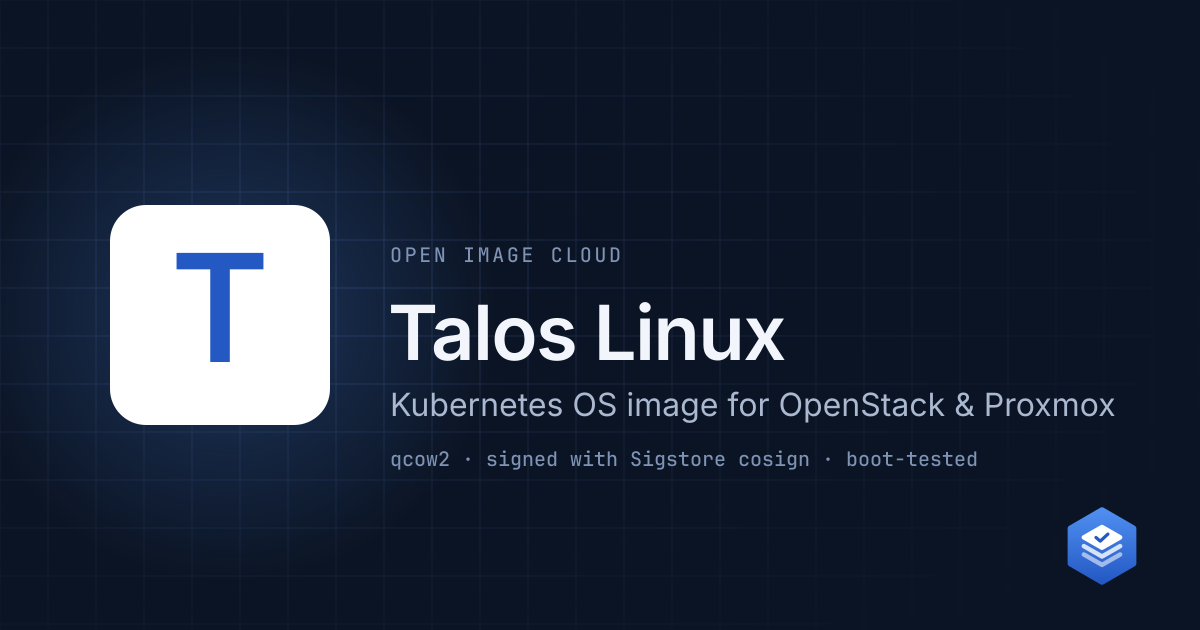 T
OPEN IMAGE CLOUD
Talos Linux
Kubernetes OS image for OpenStack & Proxmox
qcow2 · signed with Sigstore cosign · boot-tested